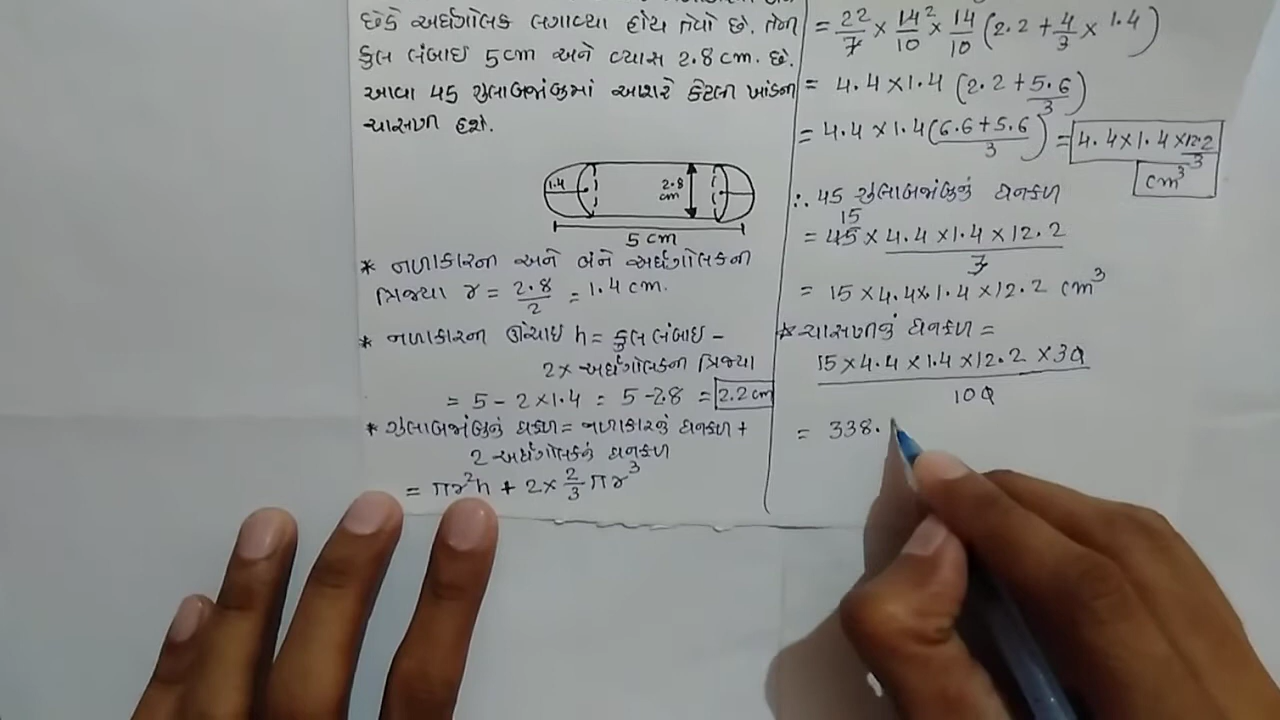 છેડે અર્ધગોલક લગાવ્યા હોય તેવો છે. તેની
કુલ લંબાઇ 5cm અને વ્યાસ 2.8 cm. છે.
આવા 45 ગુલાબજાંબુમાં આશરે કેટલી ખાંડની
ચાસણી હશે.
1.4
2.8 cm
5 cm
* નળાકારની અને બંને અર્ધગોલકની
ત્રિજ્યા r = 2.8/2 = 1.4 cm.
* નળાકારની ઊંચાઇ h = કુલ લંબાઇ -
2 x અર્ધગોલકની ત્રિજ્યા
= 5 - 2 x 1.4 = 5 - 2.8 = 2.2 cm
* ગુલાબજાંબુનું ઘકળ = નળાકારનું ઘનફળ +
2 અર્ધગોલકનું ઘનફળ
= πr²h + 2 x 2/3 πr³
= 22/7 x 14²/10 x 14/10 (2.2 + 4/3 x 1.4)
= 4.4 x 1.4 (2.2 + 5.6/3)
= 4.4 x 1.4 (6.6 + 5.6/3) = 4.4 x 1.4 x 12.2/3
cm³
∴ 45 ગુલાબજાંબુનું ઘનફળ
15
= 45 x 4.4 x 1.4 x 12.2/3
= 15 x 4.4 x 1.4 x 12.2 cm³
* ચાસણીનું ઘનફળ =
15 x 4.4 x 1.4 x 12.2 x 30
100
= 338.